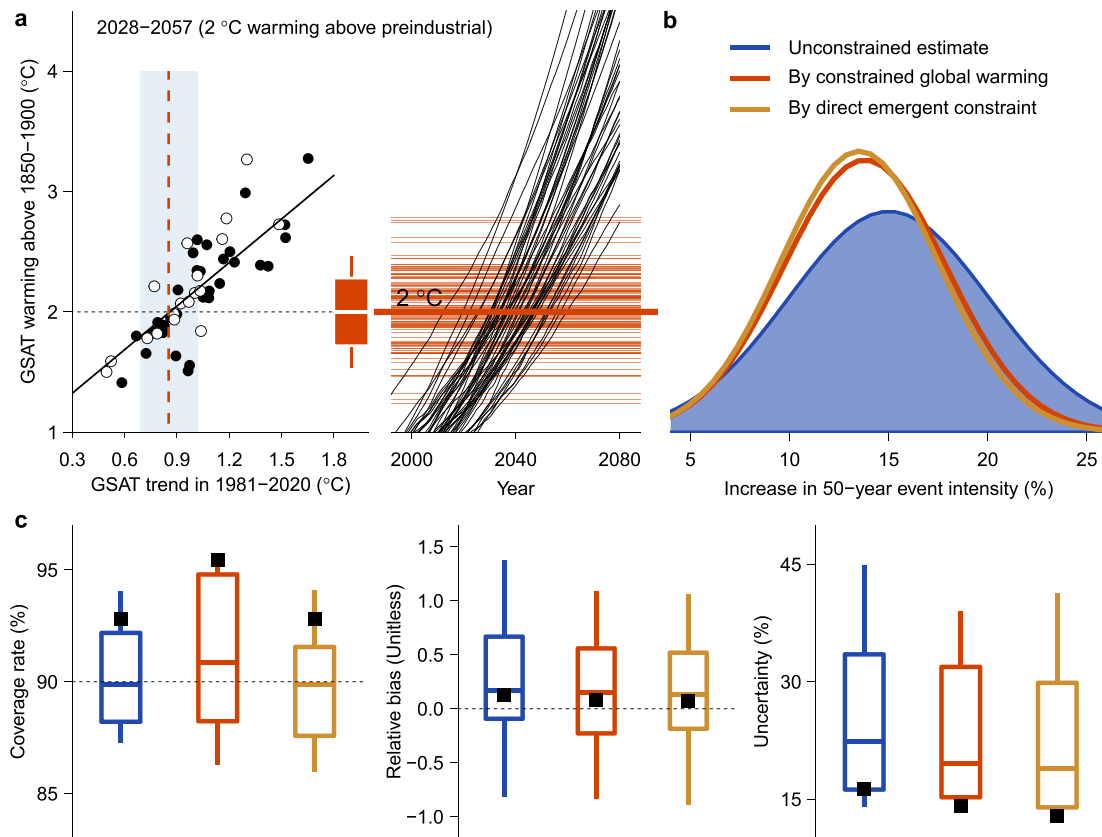 a
2028−2057 (2 °C warming above preindustrial)
GSAT warming above 1850−1900 (°C)
4
3
2
1
0.3 0.6 0.9 1.2 1.5 1.8
GSAT trend in 1981−2020 (°C)
2 °C
2000 2040 2080
Year
b
Unconstrained estimate
By constrained global warming
By direct emergent constraint
5 10 15 20 25
Increase in 50−year event intensity (%)
c
Coverage rate (%)
95
90
85
Relative bias (Unitless)
1.5
1.0
0.5
0.0
−0.5
−1.0
Uncertainty (%)
45
30
15